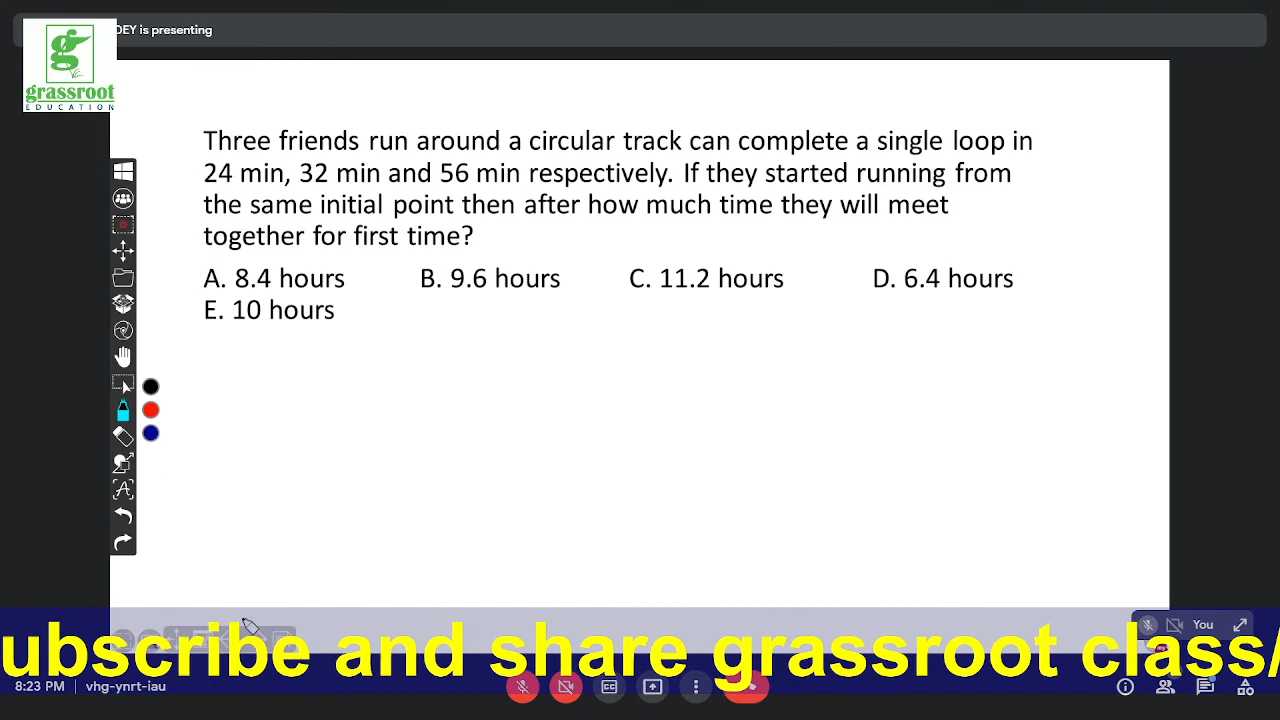 DEY is presenting
grassroot
EDUCATION
Three friends run around a circular track can complete a single loop in
24 min, 32 min and 56 min respectively. If they started running from
the same initial point then after how much time they will meet
together for first time?
A. 8.4 hours B. 9.6 hours C. 11.2 hours D. 6.4 hours
E. 10 hours
You
ubscribe and share grassroot class/
8:23 PM vhg-ynrt-iau